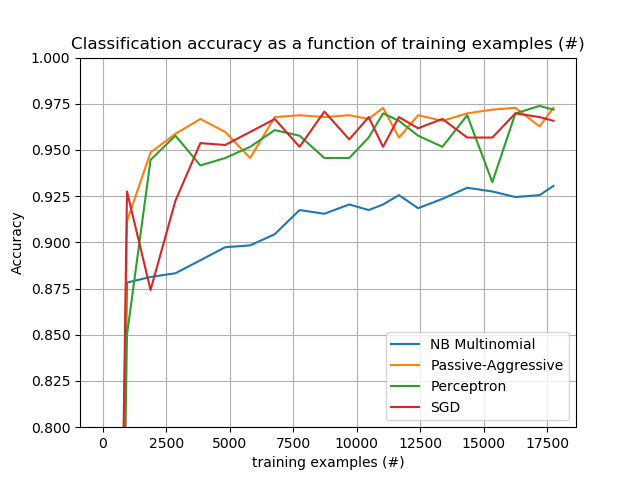 Classification accuracy as a function of training examples (#)
1.000
0.975
0.950
0.925
0.900
0.875
0.850
0.825
0.800
Accuracy
NB Multinomial
Passive-Aggressive
Perceptron
SGD
0 2500 5000 7500 10000 12500 15000 17500
training examples (#)